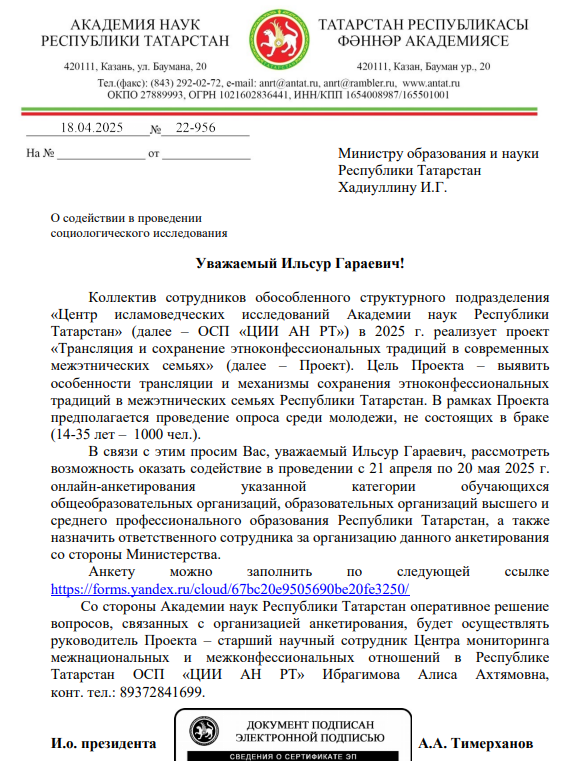 АКАДЕМИЯ НАУК
РЕСПУБЛИКИ ТАТАРСТАН
ТАТАРСТАН РЕСПУБЛИКАСЫ
ФӘННӘР АКАДЕМИЯСЕ
420111, Казань, ул. Баумана, 20
420111, Казан, Бауман ур., 20
Тел.(факс): (843) 292-02-72, e-mail: anrt@antat.ru, anrt@rambler.ru, www.antat.ru
ОКПО 27889993, ОГРН 1021602836441, ИНН/КПП 1654008987/165501001
18.04.2025 № 22-956
На № от
Министру образования и науки
Республики Татарстан
Хадиуллину И.Г.
О содействии в проведении
социологического исследования
Уважаемый Ильсур Гараевич!
Коллектив сотрудников обособленного структурного подразделения
«Центр исламоведческих исследований Академии наук Республики
Татарстан» (далее – ОСП «ЦИИ АН РТ») в 2025 г. реализует проект
«Трансляция и сохранение этноконфессиональных традиций в современных
межэтнических семьях» (далее – Проект). Цель Проекта – выявить
особенности трансляции и механизмы сохранения этноконфессиональных
традиций в межэтнических семьях Республики Татарстан. В рамках Проекта
предполагается проведение опроса среди молодежи, не состоящих в браке
(14-35 лет – 1000 чел.).
В связи с этим просим Вас, уважаемый Ильсур Гараевич, рассмотреть
возможность оказать содействие в проведении с 21 апреля по 20 мая 2025 г.
онлайн-анкетирования указанной категории обучающихся
общеобразовательных организаций, образовательных организаций высшего и
среднего профессионального образования Республики Татарстан, а также
назначить ответственного сотрудника за организацию данного анкетирования
со стороны Министерства.
Анкету можно заполнить по следующей ссылке
https://forms.yandex.ru/cloud/67bc20e9505690be20fe3250/
Со стороны Академии наук Республики Татарстан оперативное решение
вопросов, связанных с организацией анкетирования, будет осуществлять
руководитель Проекта – старший научный сотрудник Центра мониторинга
межнациональных и межконфессиональных отношений в Республике
Татарстан ОСП «ЦИИ АН РТ» Ибрагимова Алиса Ахтямовна,
конт. тел.: 89372841699.
И.о. президента
ДОКУМЕНТ ПОДПИСАН
ЭЛЕКТРОННОЙ ПОДПИСЬЮ
СВЕДЕНИЯ О СЕРТИФИКАТЕ ЭП
А.А. Тимерханов